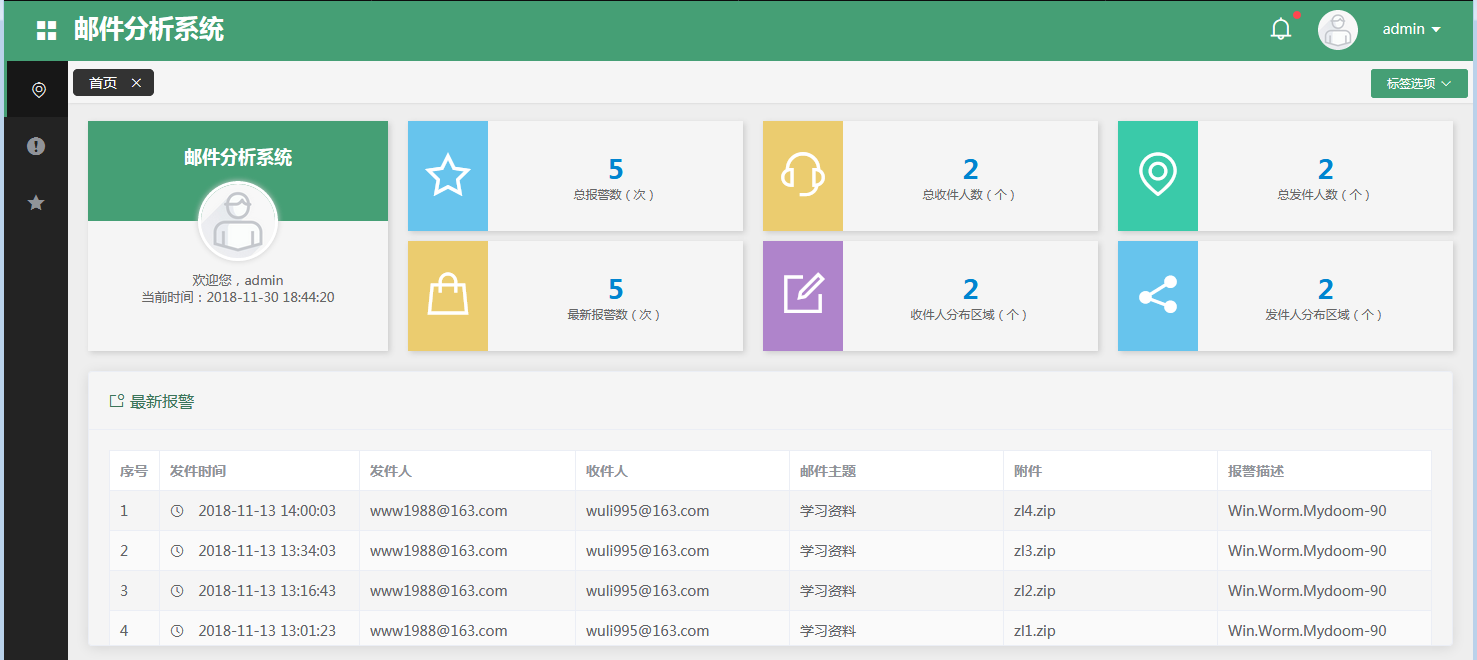 邮件分析系统
admin
首页
标签选项
邮件分析系统
欢迎您，admin
当前时间：2018-11-30 18:44:20
5
总报警数（次）
2
总收件人数（个）
2
总发件人数（个）
5
最新报警数（次）
2
收件人分布区域（个）
2
发件人分布区域（个）
最新报警
序号 发件时间 发件人 收件人 邮件主题 附件 报警描述
1 2018-11-13 14:00:03 www1988@163.com wuli995@163.com 学习资料 zl4.zip Win.Worm.Mydoom-90
2 2018-11-13 13:34:03 www1988@163.com wuli995@163.com 学习资料 zl3.zip Win.Worm.Mydoom-90
3 2018-11-13 13:16:43 www1988@163.com wuli995@163.com 学习资料 zl2.zip Win.Worm.Mydoom-90
4 2018-11-13 13:01:23 www1988@163.com wuli995@163.com 学习资料 zl1.zip Win.Worm.Mydoom-90